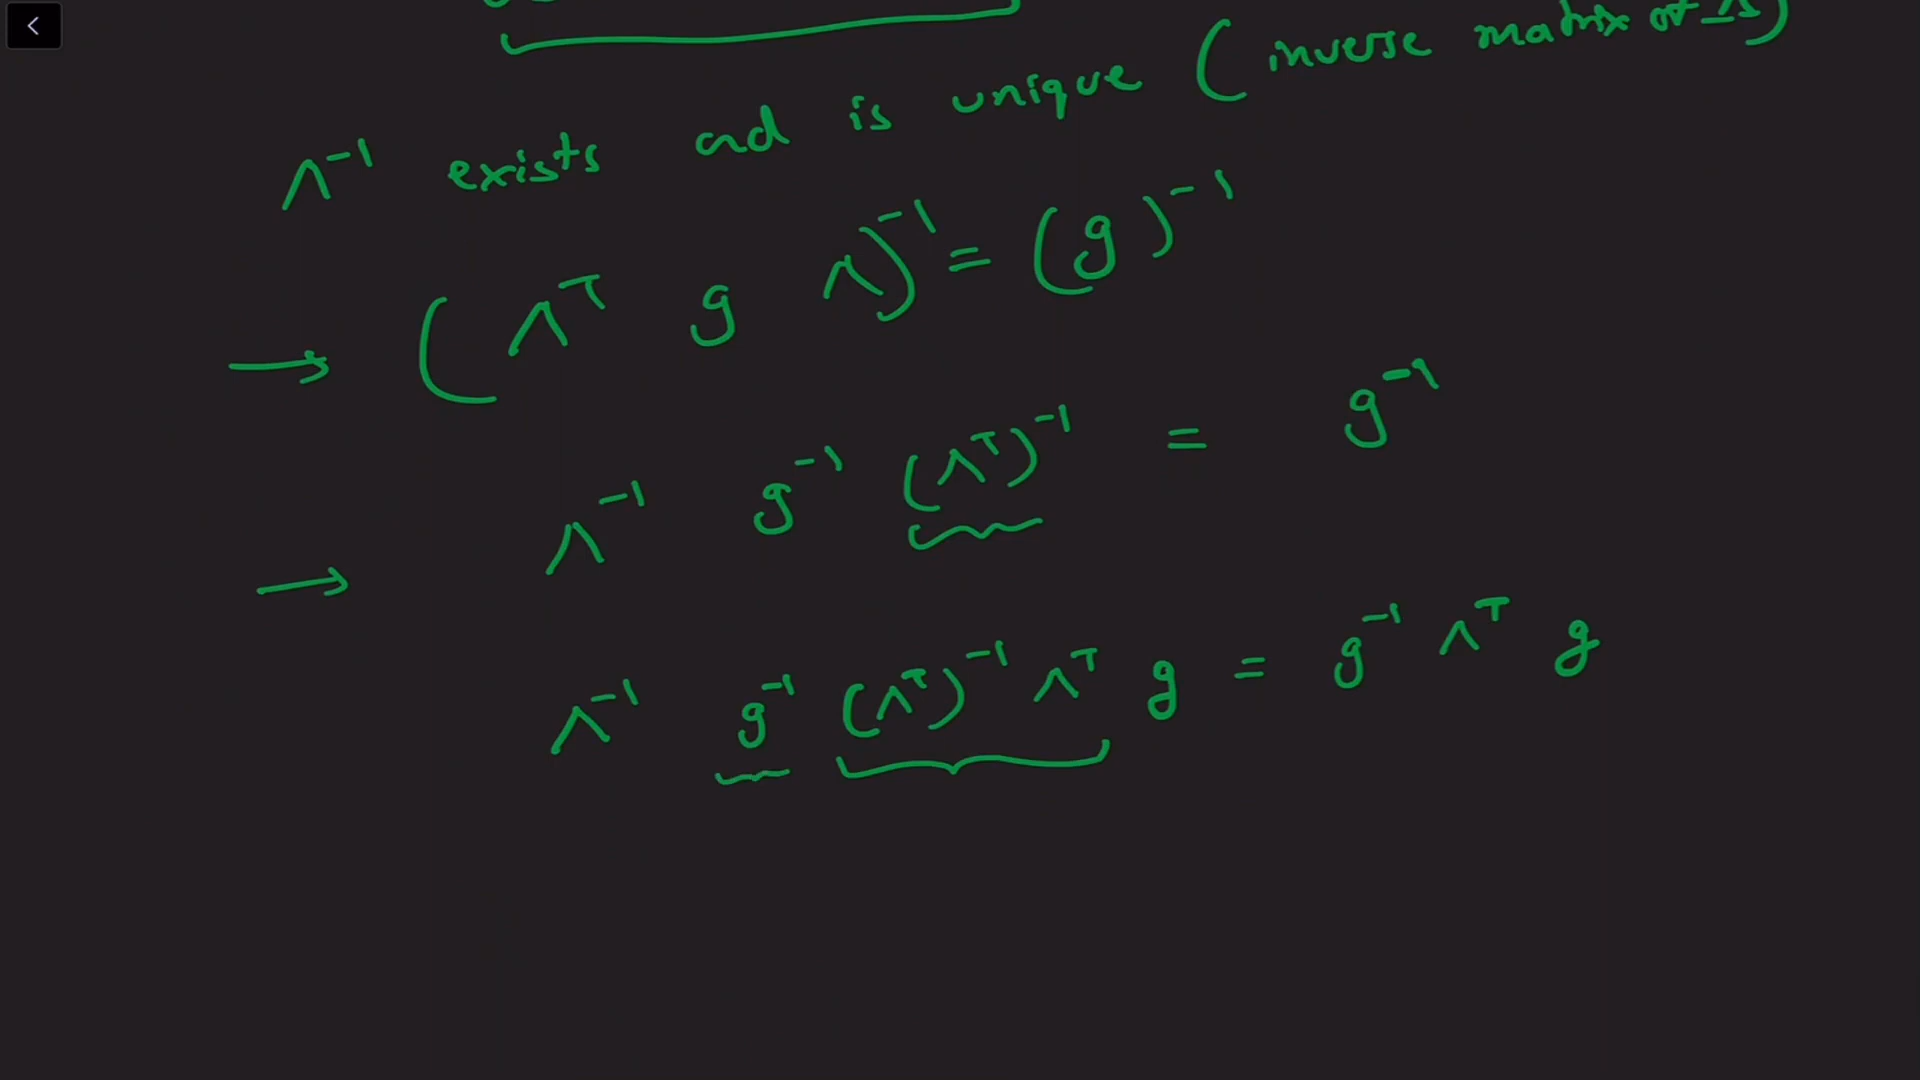 (inverse matrix of Λ)
Λ⁻¹ exists and is unique
→ (Λᵀ g Λ)⁻¹ = (g)⁻¹
→ Λ⁻¹ g⁻¹ (Λᵀ)⁻¹ = g⁻¹
Λ⁻¹ g⁻¹ (Λᵀ)⁻¹ Λᵀ g = g⁻¹ Λᵀ g